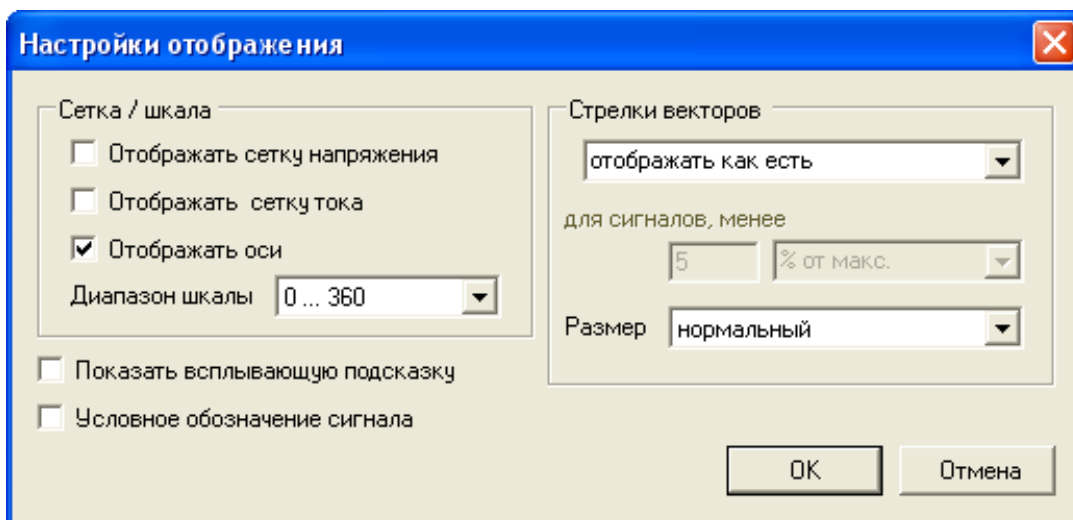 Настройки отображения
Сетка / шкала
Отображать сетку напряжения
Отображать сетку тока
Отображать оси
Диапазон шкалы 0 ... 360
Показать всплывающую подсказку
Условное обозначение сигнала
Стрелки векторов
отображать как есть
для сигналов, менее
5 % от макс.
Размер нормальный
OK Отмена